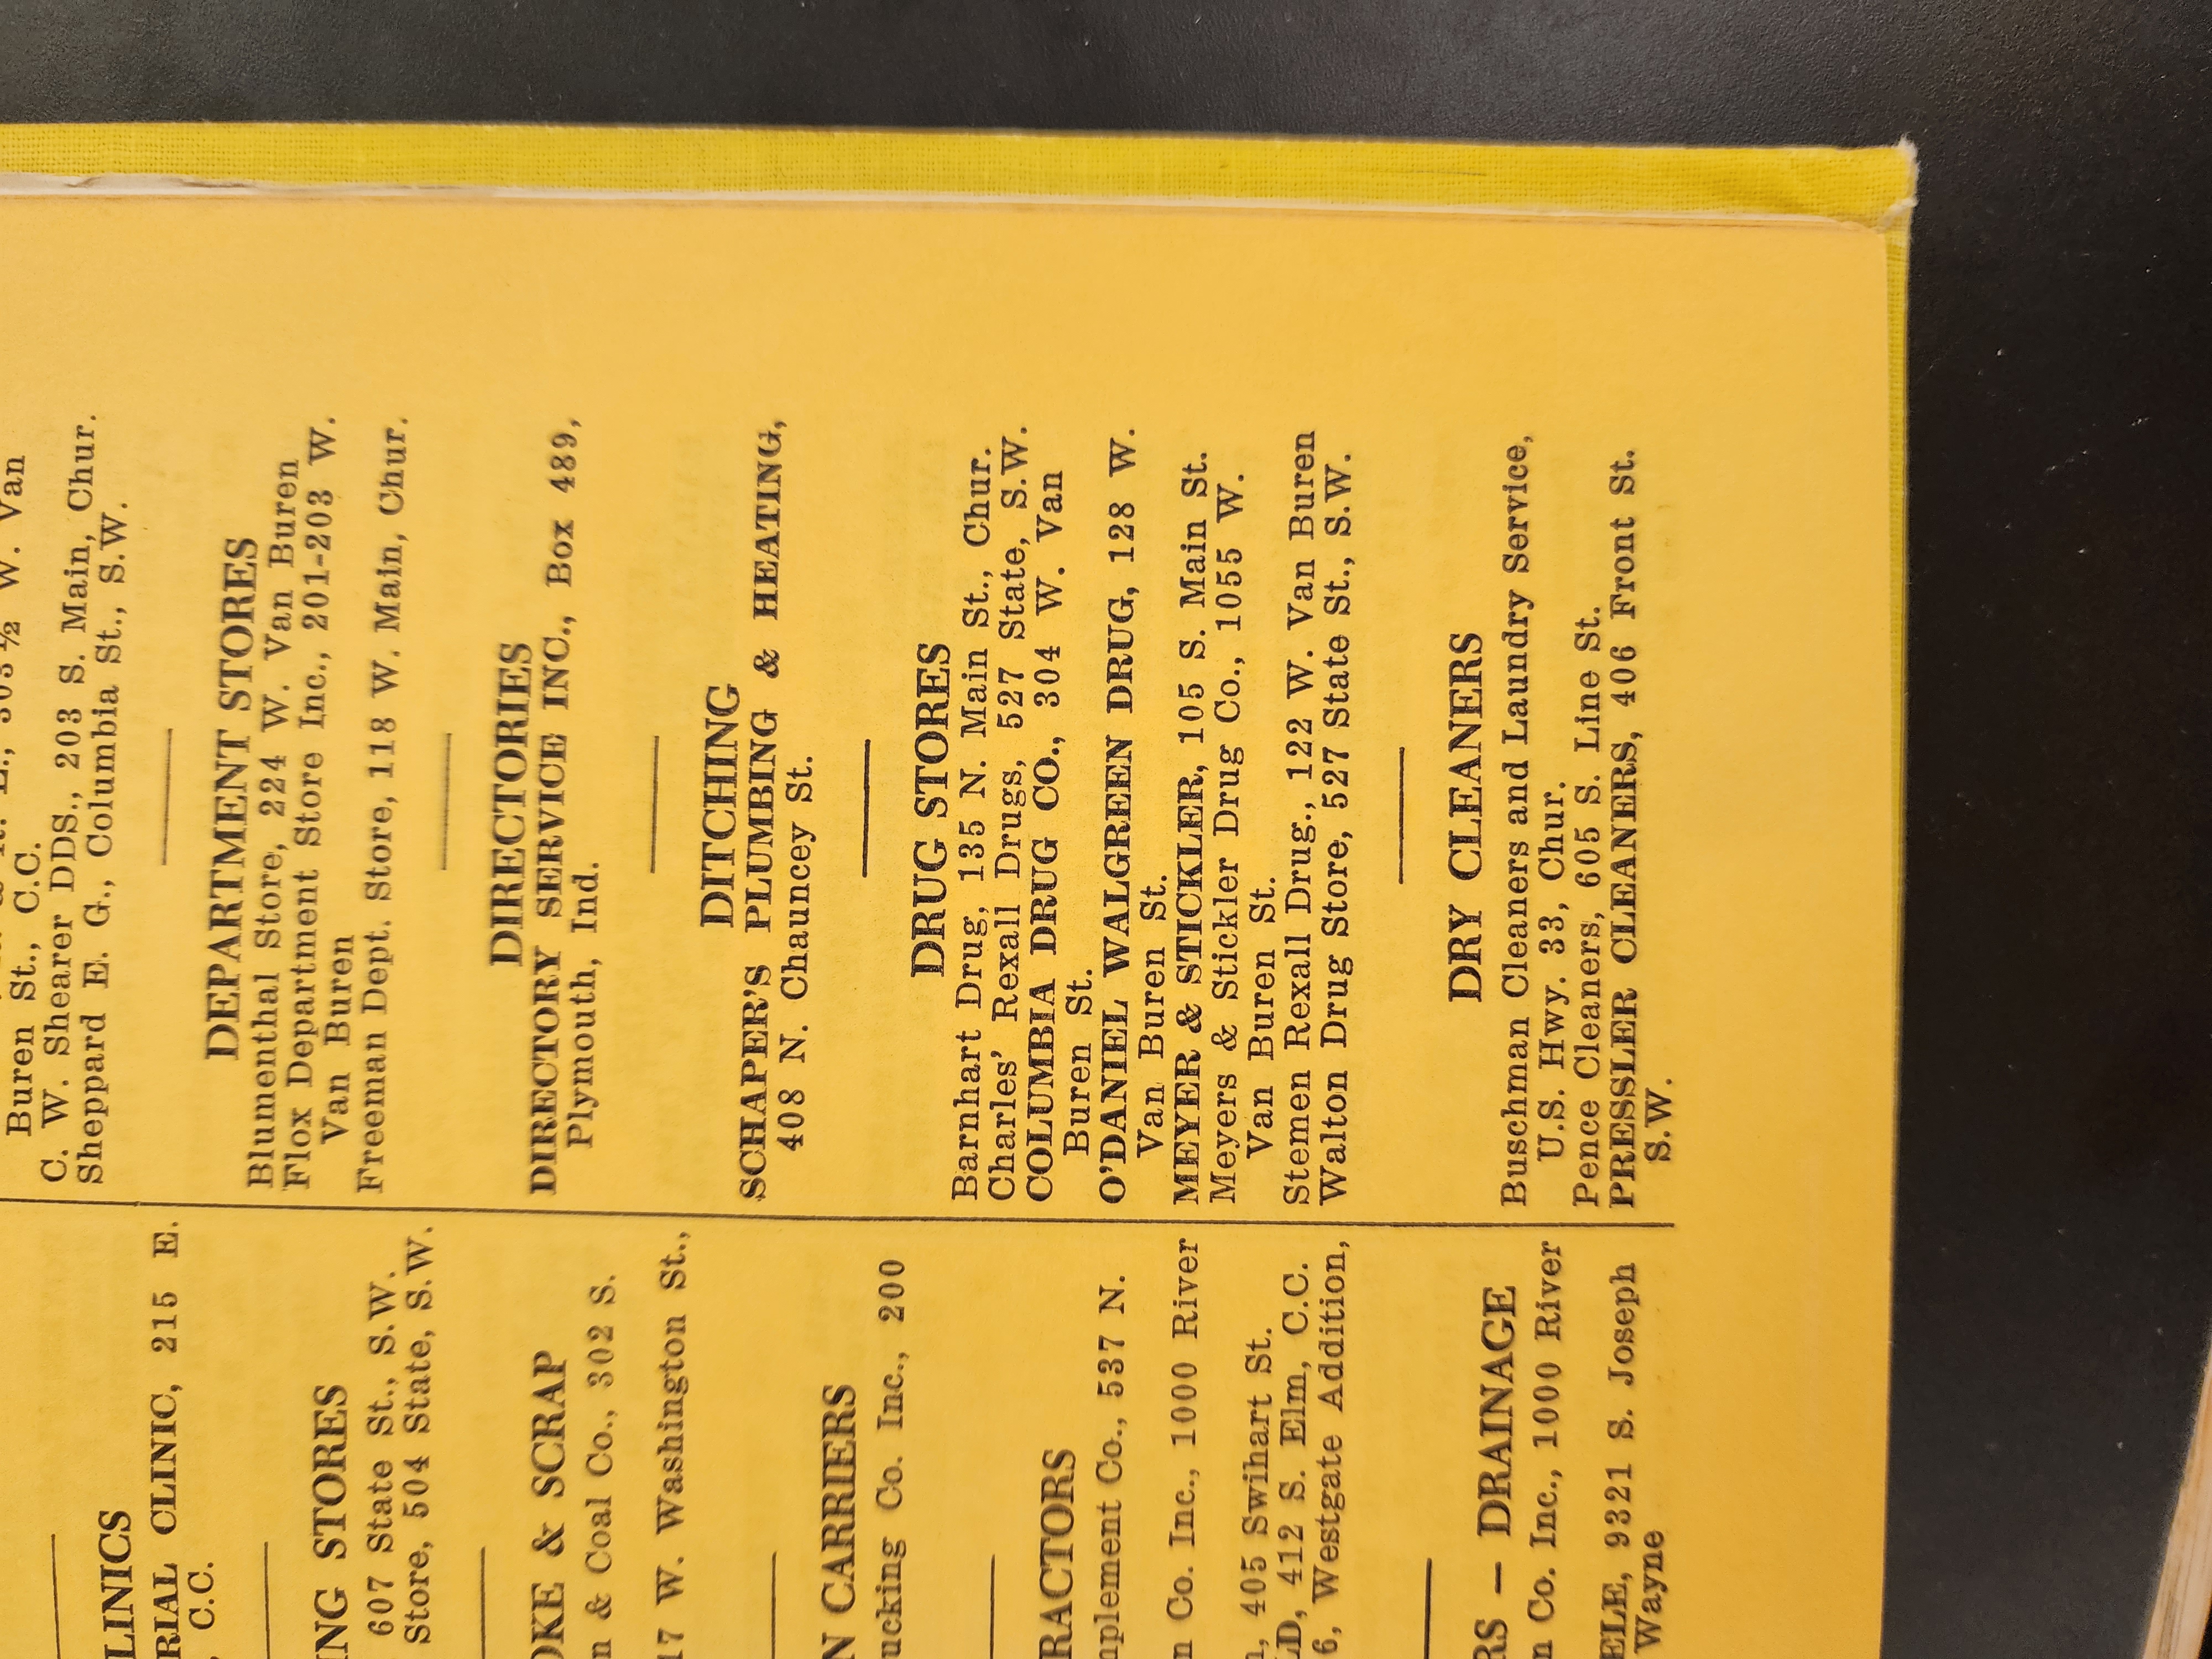 LINICS
RIAL CLINIC, 215 E.
, C.C.
NG STORES
607 State St., S.W.
Store, 504 State, S.W.
OKE & SCRAP
n & Coal Co., 302 S.
17 W. Washington St.,
N CARRIERS
ucking Co. Inc., 200
RACTORS
nplement Co., 537 N.
n Co. Inc., 1000 River
, 405 Swihart St.
LD, 412 S. Elm, C.C.
6, Westgate Addition,
RS — DRAINAGE
n Co. Inc., 1000 River
ELE, 9321 S. Joseph
Wayne
W. Van
Buren St., C.C.
C. W. Shearer DDS., 203 S. Main, Chur.
Sheppard E. G., Columbia St., S.W.
DEPARTMENT STORES
Blumenthal Store, 224 W. Van Buren
Flox Department Store Inc., 201-203 W.
Van Buren
Freeman Dept. Store, 118 W. Main, Chur.
DIRECTORIES
DIRECTORY SERVICE INC., Box 489,
Plymouth, Ind.
DITCHING
SCHAPER'S PLUMBING & HEATING,
408 N. Chauncey St.
DRUG STORES
Barnhart Drug, 135 N. Main St., Chur.
Charles' Rexall Drugs, 527 State, S.W.
COLUMBIA DRUG CO., 304 W. Van
Buren St.
O'DANIEL WALGREEN DRUG, 128 W.
Van Buren St.
MEYER & STICKLER, 105 S. Main St.
Meyers & Stickler Drug Co., 1055 W.
Van Buren St.
Stemen Rexall Drug., 122 W. Van Buren
Walton Drug Store, 527 State St., S.W.
DRY CLEANERS
Buschman Cleaners and Laundry Service,
U.S. Hwy. 33, Chur.
Pence Cleaners, 605 S. Line St.
PRESSLER CLEANERS, 406 Front St.
S.W.